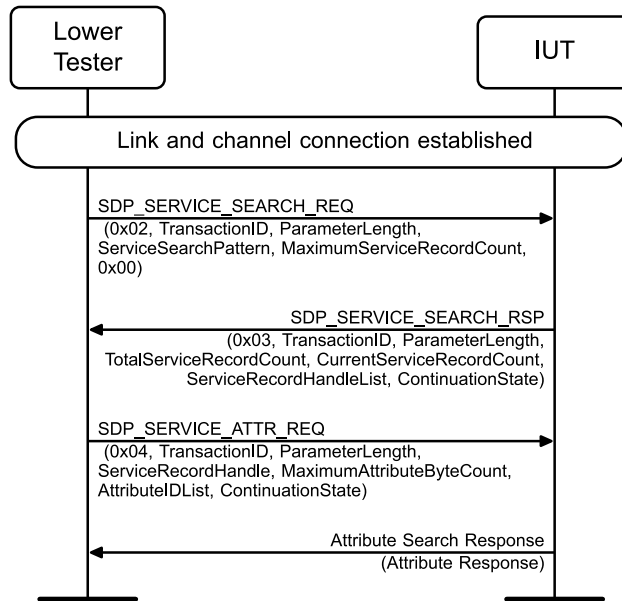 Lower
Tester
IUT
Link and channel connection established
SDP_SERVICE_SEARCH_REQ
(0x02, TransactionID, ParameterLength,
ServiceSearchPattern, MaximumServiceRecordCount,
0x00)
SDP_SERVICE_SEARCH_RSP
(0x03, TransactionID, ParameterLength,
TotalServiceRecordCount, CurrentServiceRecordCount,
ServiceRecordHandleList, ContinuationState)
SDP_SERVICE_ATTR_REQ
(0x04, TransactionID, ParameterLength,
ServiceRecordHandle, MaximumAttributeByteCount,
AttributeIDList, ContinuationState)
Attribute Search Response
(Attribute Response)